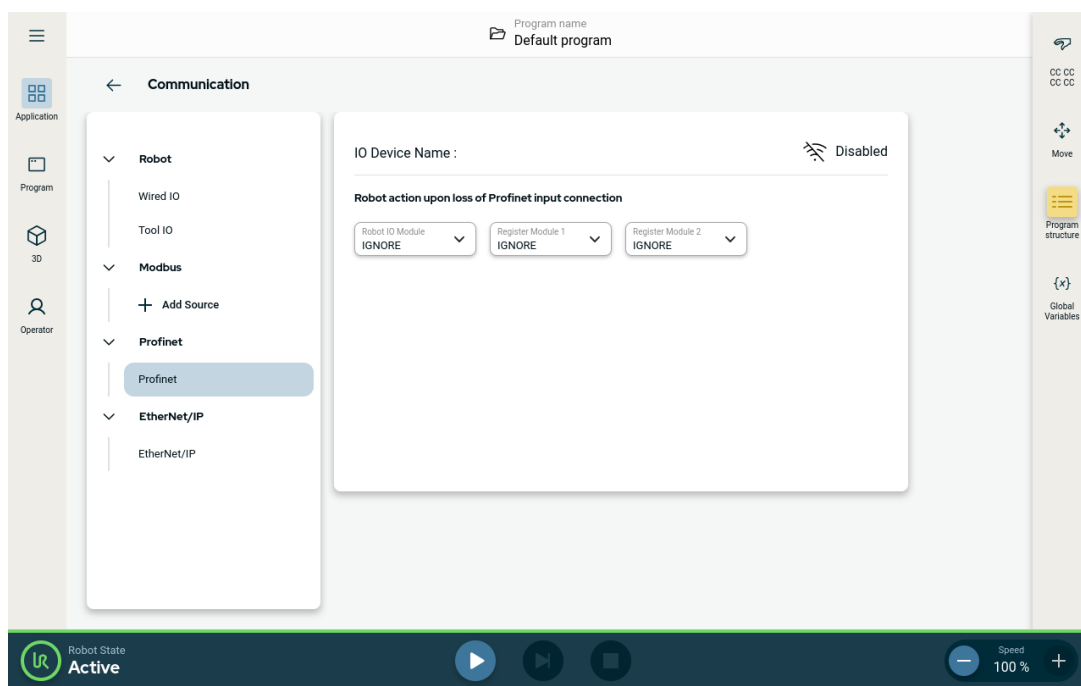 Program name
Default program
Application
Program
3D
Operator
Communication
Robot
Wired IO
Tool IO
Modbus
Add Source
Profinet
Profinet
EtherNet/IP
EtherNet/IP
IO Device Name :
Disabled
Robot action upon loss of Profinet input connection
Robot IO Module
IGNORE
Register Module 1
IGNORE
Register Module 2
IGNORE
CC CC
CC CC
Move
Program
structure
{x}
Global
Variables
UR
Robot State
Active
Speed
100 %